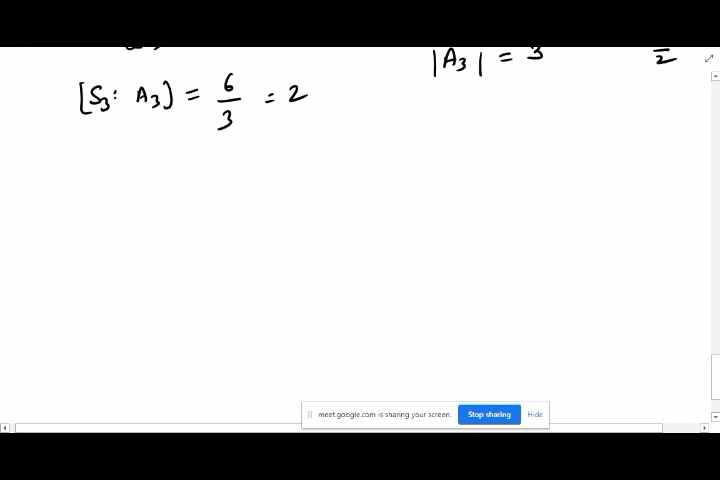 |A₃| = 3
[S₃ : A₃] = 6/3 = 2
meet.google.com is sharing your screen. Stop sharing Hide